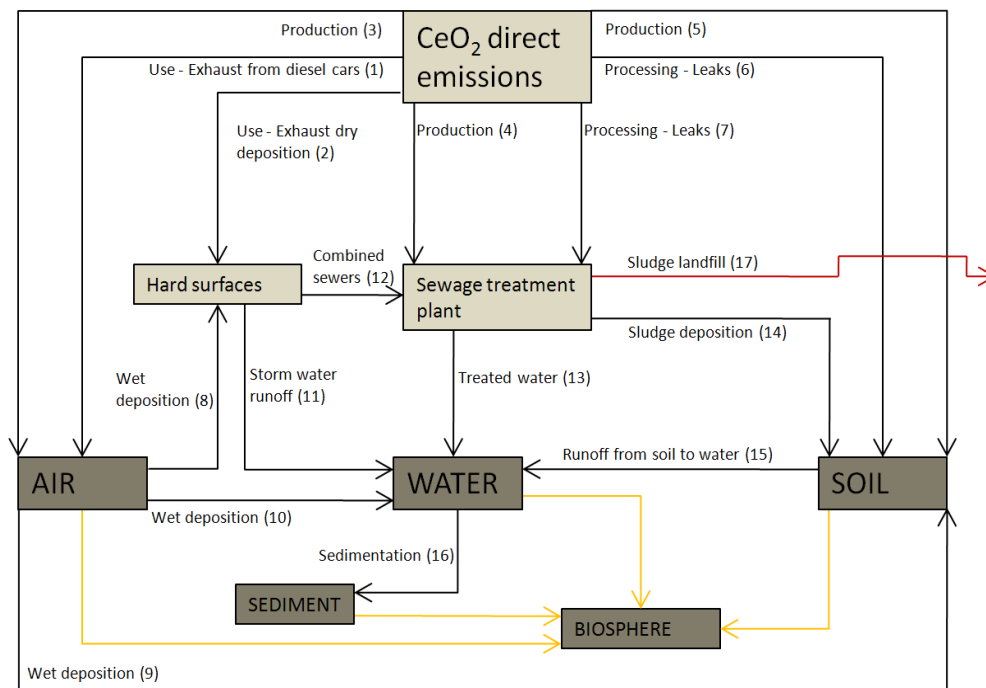 Production (3)
CeO₂ direct
emissions
Production (5)
Use - Exhaust from diesel cars (1)
Processing - Leaks (6)
Use - Exhaust dry
deposition (2)
Production (4)
Processing - Leaks (7)
Combined
sewers (12)
Sludge landfill (17)
Hard surfaces
Sewage treatment
plant
Sludge deposition (14)
Wet
deposition (8)
Storm water
runoff (11)
Treated water (13)
Runoff from soil to water (15)
AIR
WATER
SOIL
Wet deposition (10)
Sedimentation (16)
SEDIMENT
BIOSPHERE
Wet deposition (9)